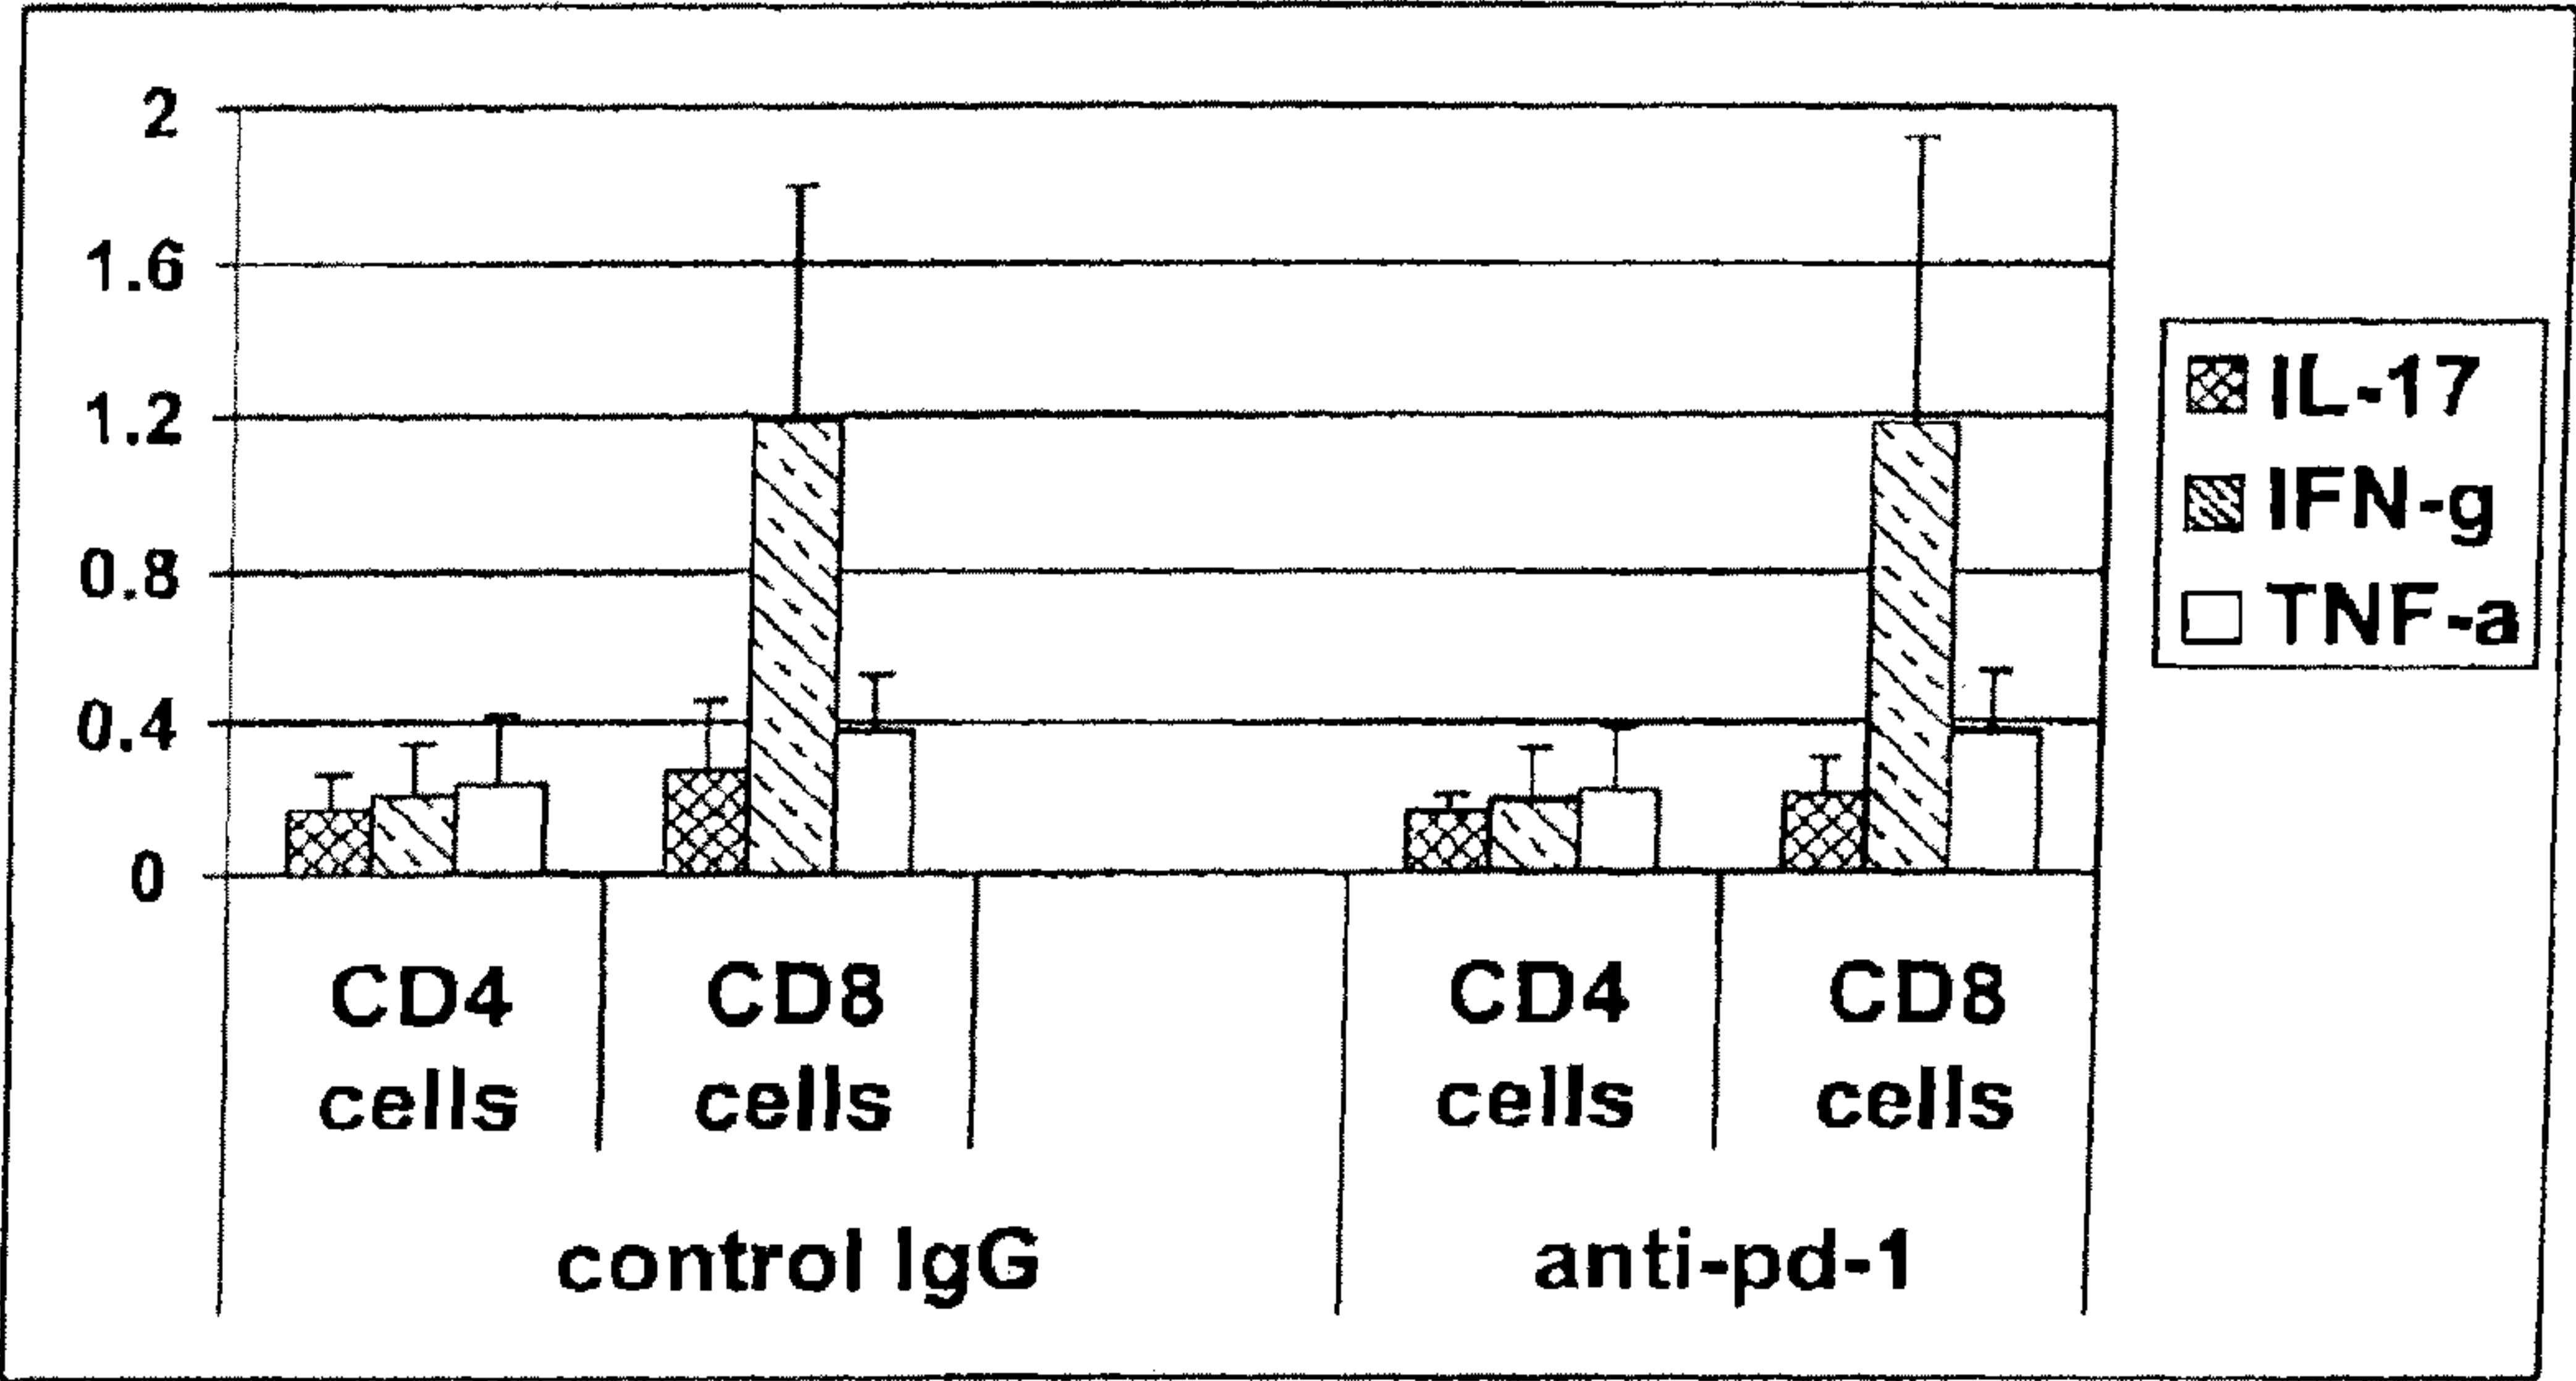 2
1.6
1.2
0.8
0.4
0
IL-17
IFN-g
TNF-a
CD4 cells
CD8 cells
CD4 cells
CD8 cells
control IgG
anti-pd-1